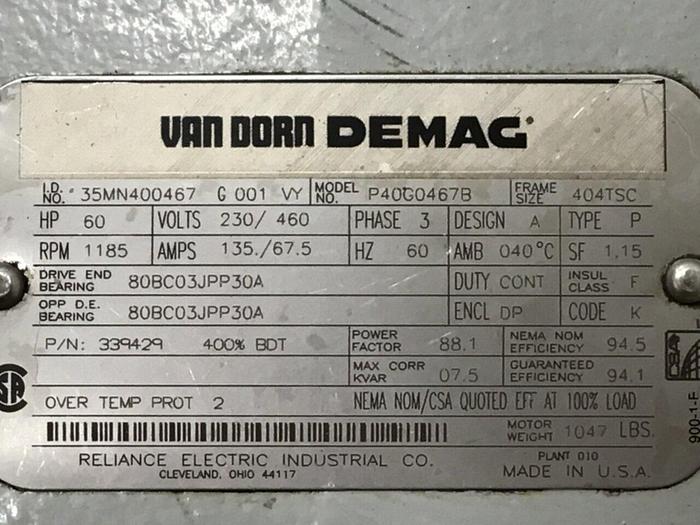 VAN DORN DEMAG
I.D. NO. 35MN400467 G 001 VY MODEL NO. P40G0467B FRAME SIZE 404TSC
HP 60 VOLTS 230/ 460 PHASE 3 DESIGN A TYPE P
RPM 1185 AMPS 135./67.5 HZ 60 AMB 040°C SF 1.15
DRIVE END BEARING 80BC03JPP30A DUTY CONT INSUL CLASS F
OPP D.E. BEARING 80BC03JPP30A ENCL DP CODE K
P/N: 339429 400% BDT POWER FACTOR 88.1 NEMA NOM EFFICIENCY 94.5
MAX CORR KVAR 07.5 GUARANTEED EFFICIENCY 94.1
OVER TEMP PROT 2 NEMA NOM/CSA QUOTED EFF AT 100% LOAD
MOTOR WEIGHT 1047 LBS.
RELIANCE ELECTRIC INDUSTRIAL CO. PLANT 010
CLEVELAND, OHIO 44117 MADE IN U.S.A.